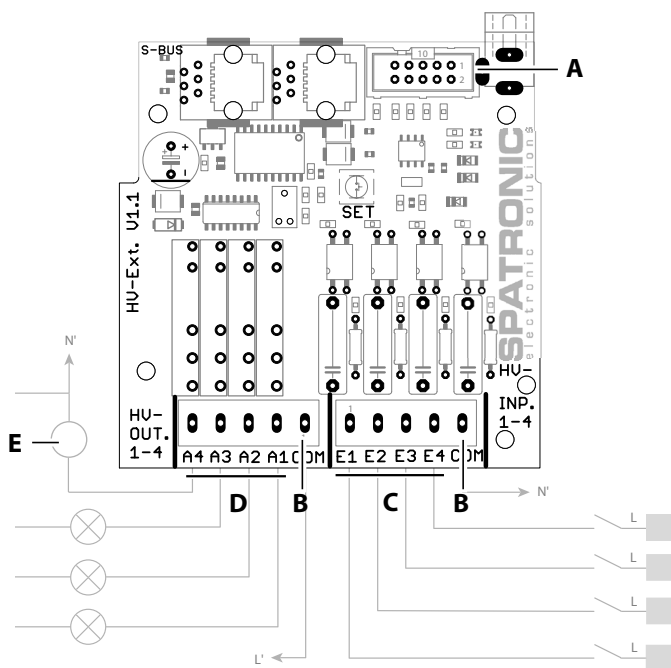 S-BUS
10
1
2
A
+
+
-
SET
HV-Ext. V1.1
SPATRONIC
electronic solutions
N'
E
HV-
OUT.
1-4
A4 A3 A2 A1 COM
1
E1 E2 E3 E4 COM
HV-
INP.
1-4
D
B
C
B
N'
L
L
L
L
L'